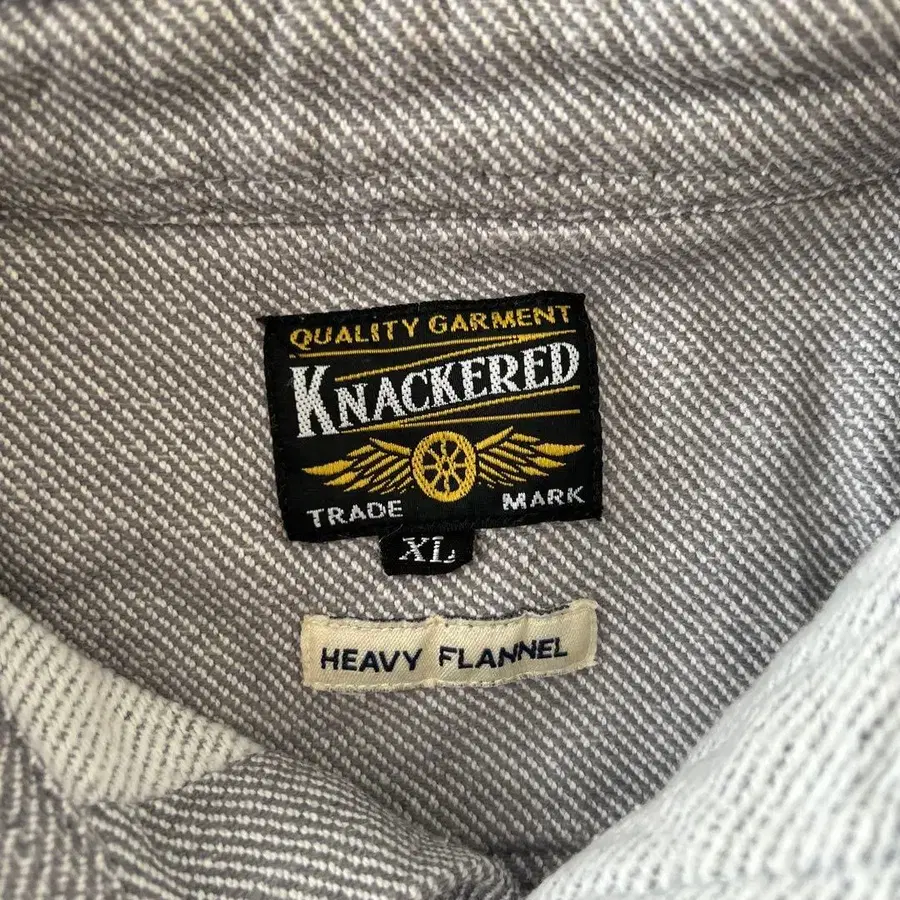 QUALITY GARMENT
KNACKERED
TRADE MARK
XL
HEAVY FLANNEL